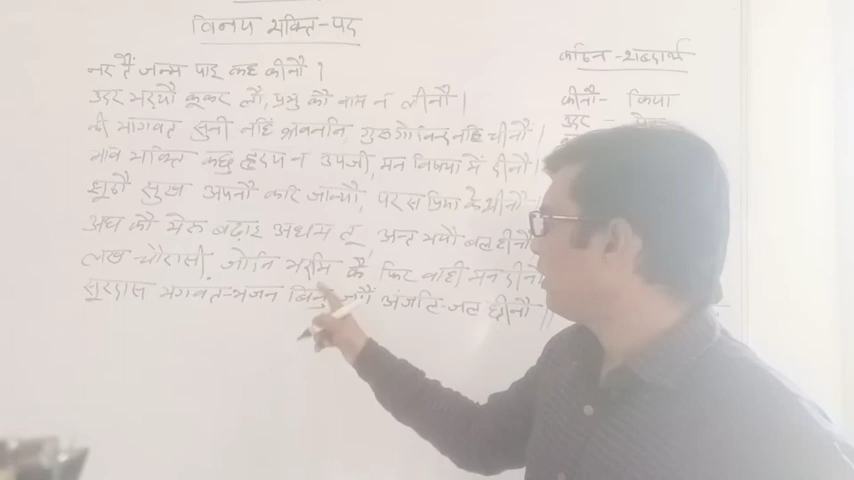 विनय भक्ति-पद
नर तैं जन्म पाइ कह कीनौ।
उदर भर्यौ कूकर लौं, प्रभु कौ नाम न लीनौ।
श्री भागवत सुनी नहिं श्रवननि, गुरु गोविन्द नहिं चीनौ।
भाव भक्ति कछु हृदय न उपजी, मन विषया में दीनौ।
झूठौ सुख अपनौ करि जान्यौ, परस प्रिया कै भीनौ।
अघ कौ मेरु बढ़ाइ अधम तू, अन्त भयौ बल हीनौ
लख-चौरासी जोनि भरमि कै फिरि वाही मन दीनौ
सूरदास भगवत-भजन बिनु ज्यौं अंजलि-जल छीनौ॥
कठिन-शब्दार्थ
कीनौ- किया
उदर -